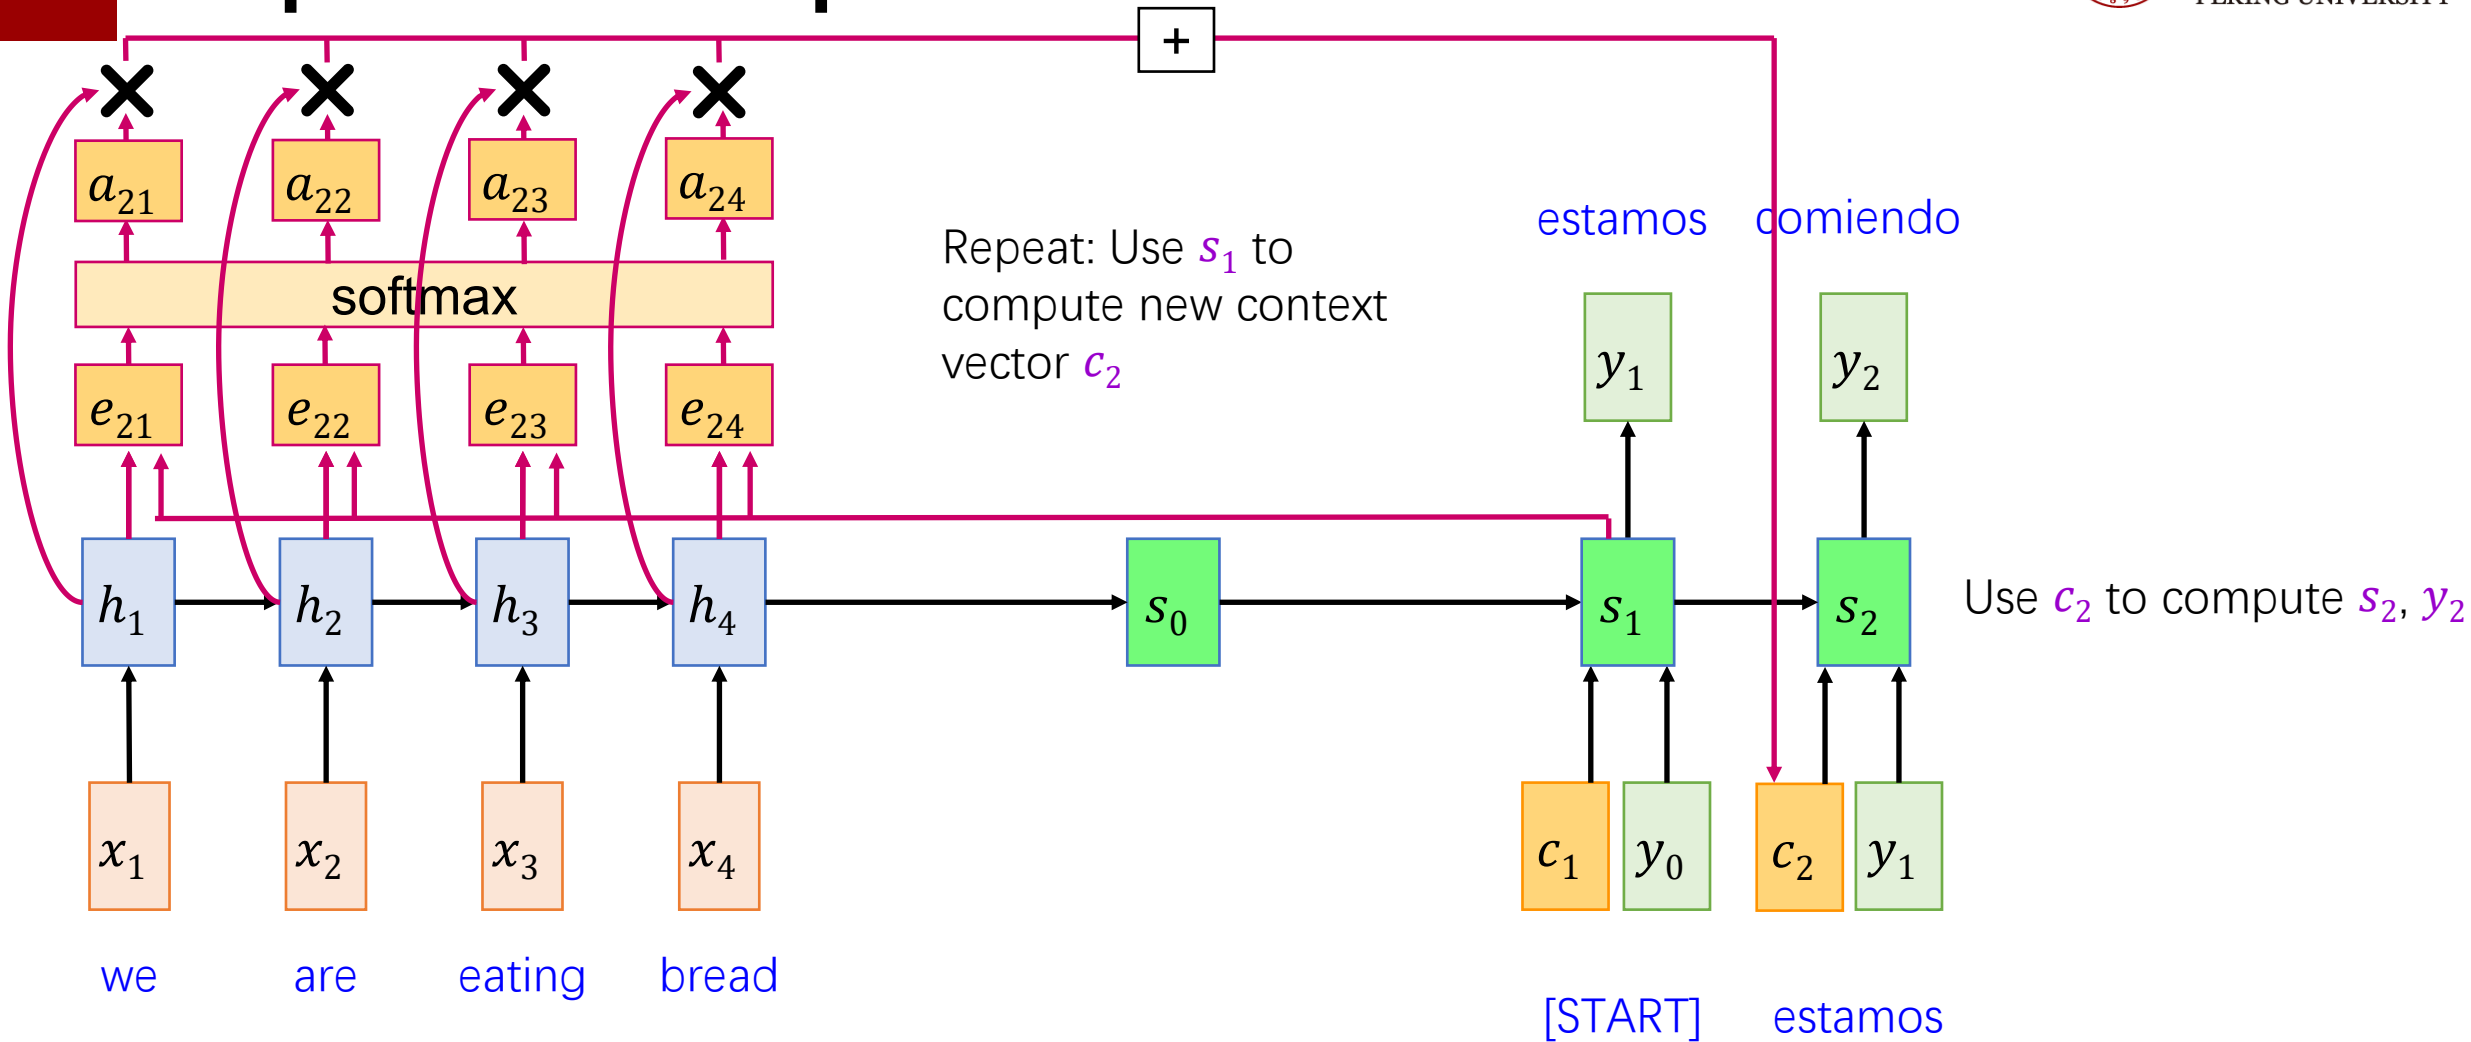 +
a21 a22 a23 a24
softmax
e21 e22 e23 e24
Repeat: Use s1 to
compute new context
vector c2
estamos comiendo
y1 y2
h1 h2 h3 h4 s0 s1 s2
Use c2 to compute s2, y2
x1 x2 x3 x4
c1 y0 c2 y1
we are eating bread
[START] estamos